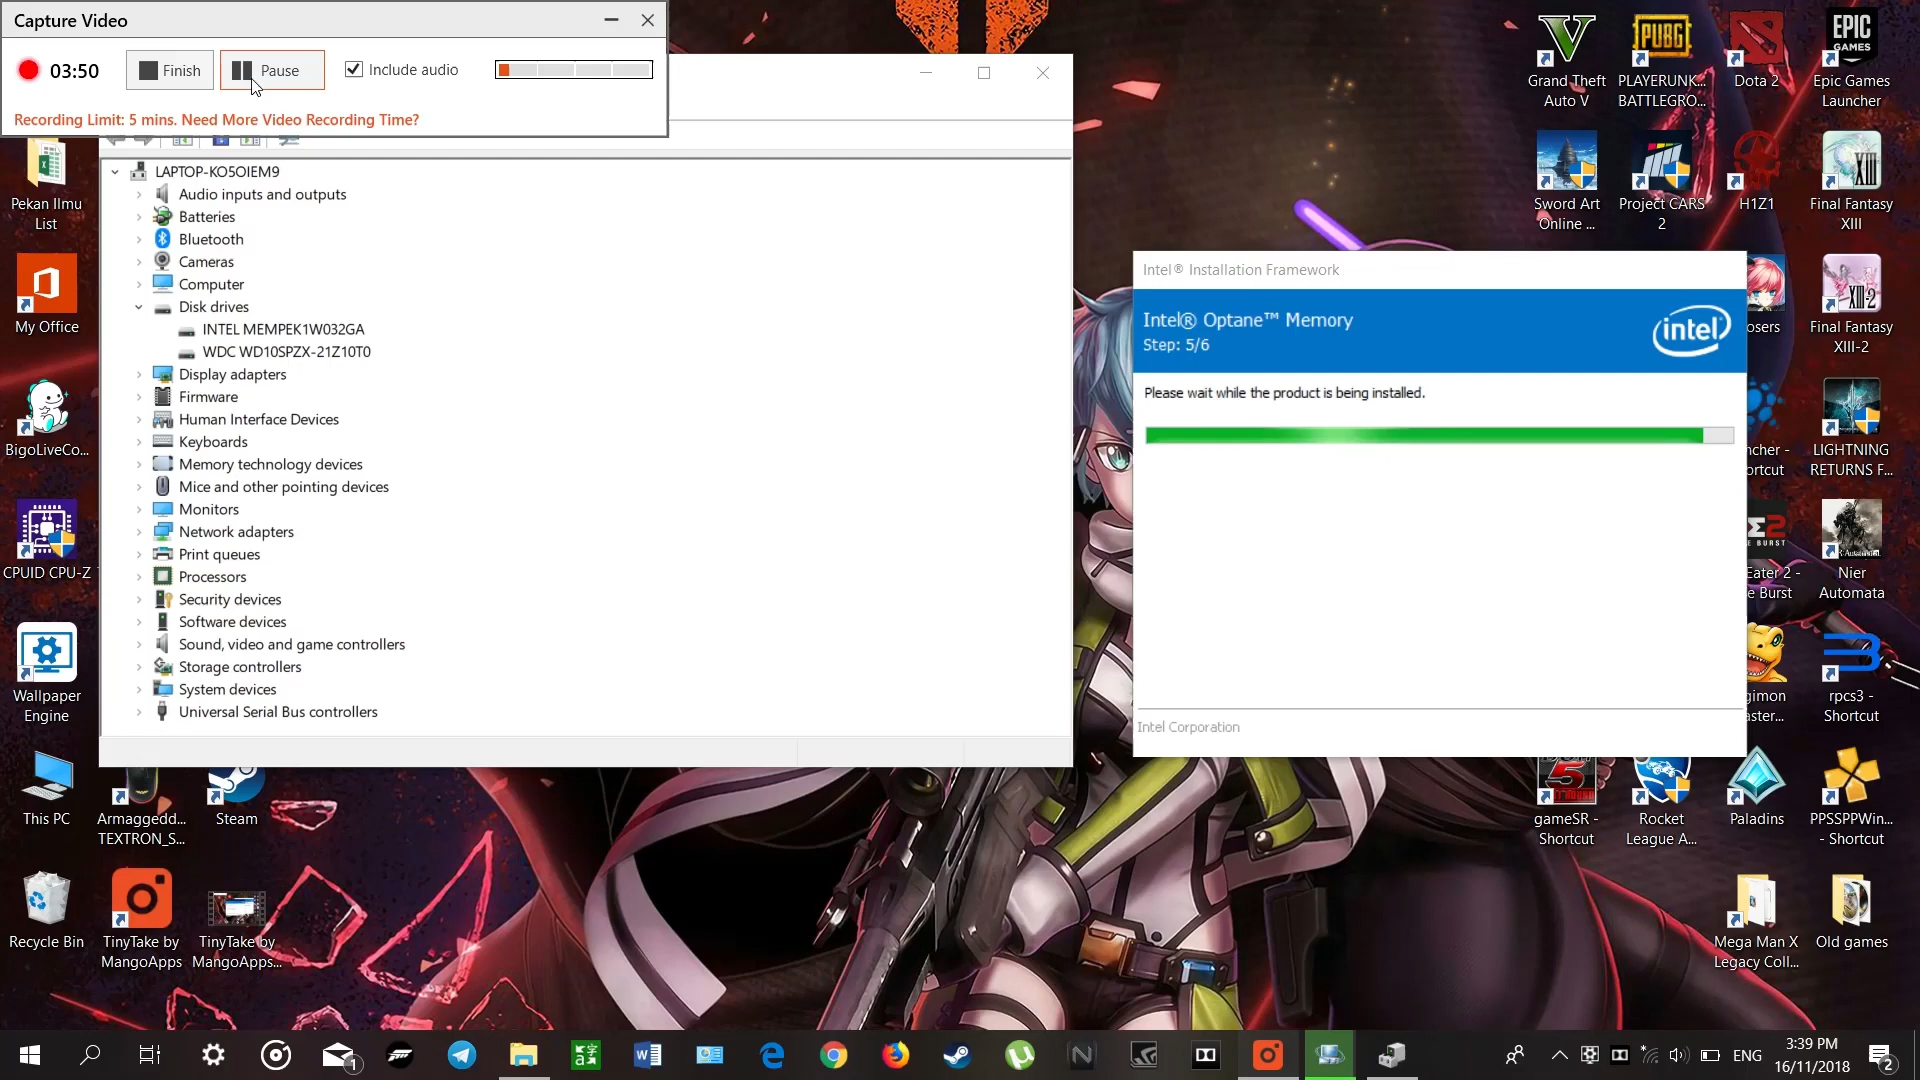 Capture Video
03:50
Finish
Pause
Include audio
Recording Limit: 5 mins. Need More Video Recording Time?
LAPTOP-KO5OIEM9
Audio inputs and outputs
Batteries
Bluetooth
Cameras
Computer
Disk drives
INTEL MEMPEK1W032GA
WDC WD10SPZX-21Z10T0
Display adapters
Firmware
Human Interface Devices
Keyboards
Memory technology devices
Mice and other pointing devices
Monitors
Network adapters
Print queues
Processors
Security devices
Software devices
Sound, video and game controllers
Storage controllers
System devices
Universal Serial Bus controllers
Intel® Installation Framework
Intel® Optane™ Memory
Step: 5/6
intel
Please wait while the product is being installed.
Intel Corporation
Pekan Ilmu
List
My Office
BigoLiveCo...
CPUID CPU-Z
Wallpaper
Engine
This PC
Armaggedd...
TEXTRON_S...
Steam
Recycle Bin
TinyTake by
MangoApps
TinyTake by
MangoApps...
Grand Theft
Auto V
PUBG
PLAYERUNK...
BATTLEGRO...
Dota 2
EPIC
GAMES
Epic Games
Launcher
Sword Art
Online ...
Project CARS
2
H1Z1
XIII
Final Fantasy
XIII
osers
XIII-2
Final Fantasy
XIII-2
ncher -
ortcut
LIGHTNING
RETURNS F...
Eater 2 -
e Burst
Nier
Automata
gimon
aster...
rpcs3 -
Shortcut
gameSR -
Shortcut
Rocket
League A...
Paladins
PPSSPPWin...
- Shortcut
Mega Man X
Legacy Coll...
Old games
1
ENG
3:39 PM
16/11/2018
2